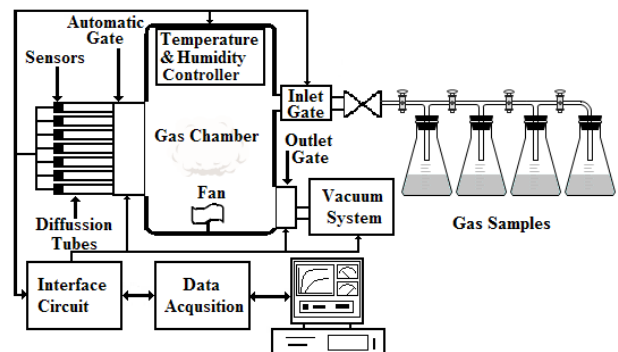 Automatic
Gate
Sensors
Temperature
& Humidity
Controller
Inlet
Gate
Gas Chamber
Outlet
Gate
Fan
Vacuum
System
Gas Samples
Diffussion
Tubes
Interface
Circuit
Data
Acqusition